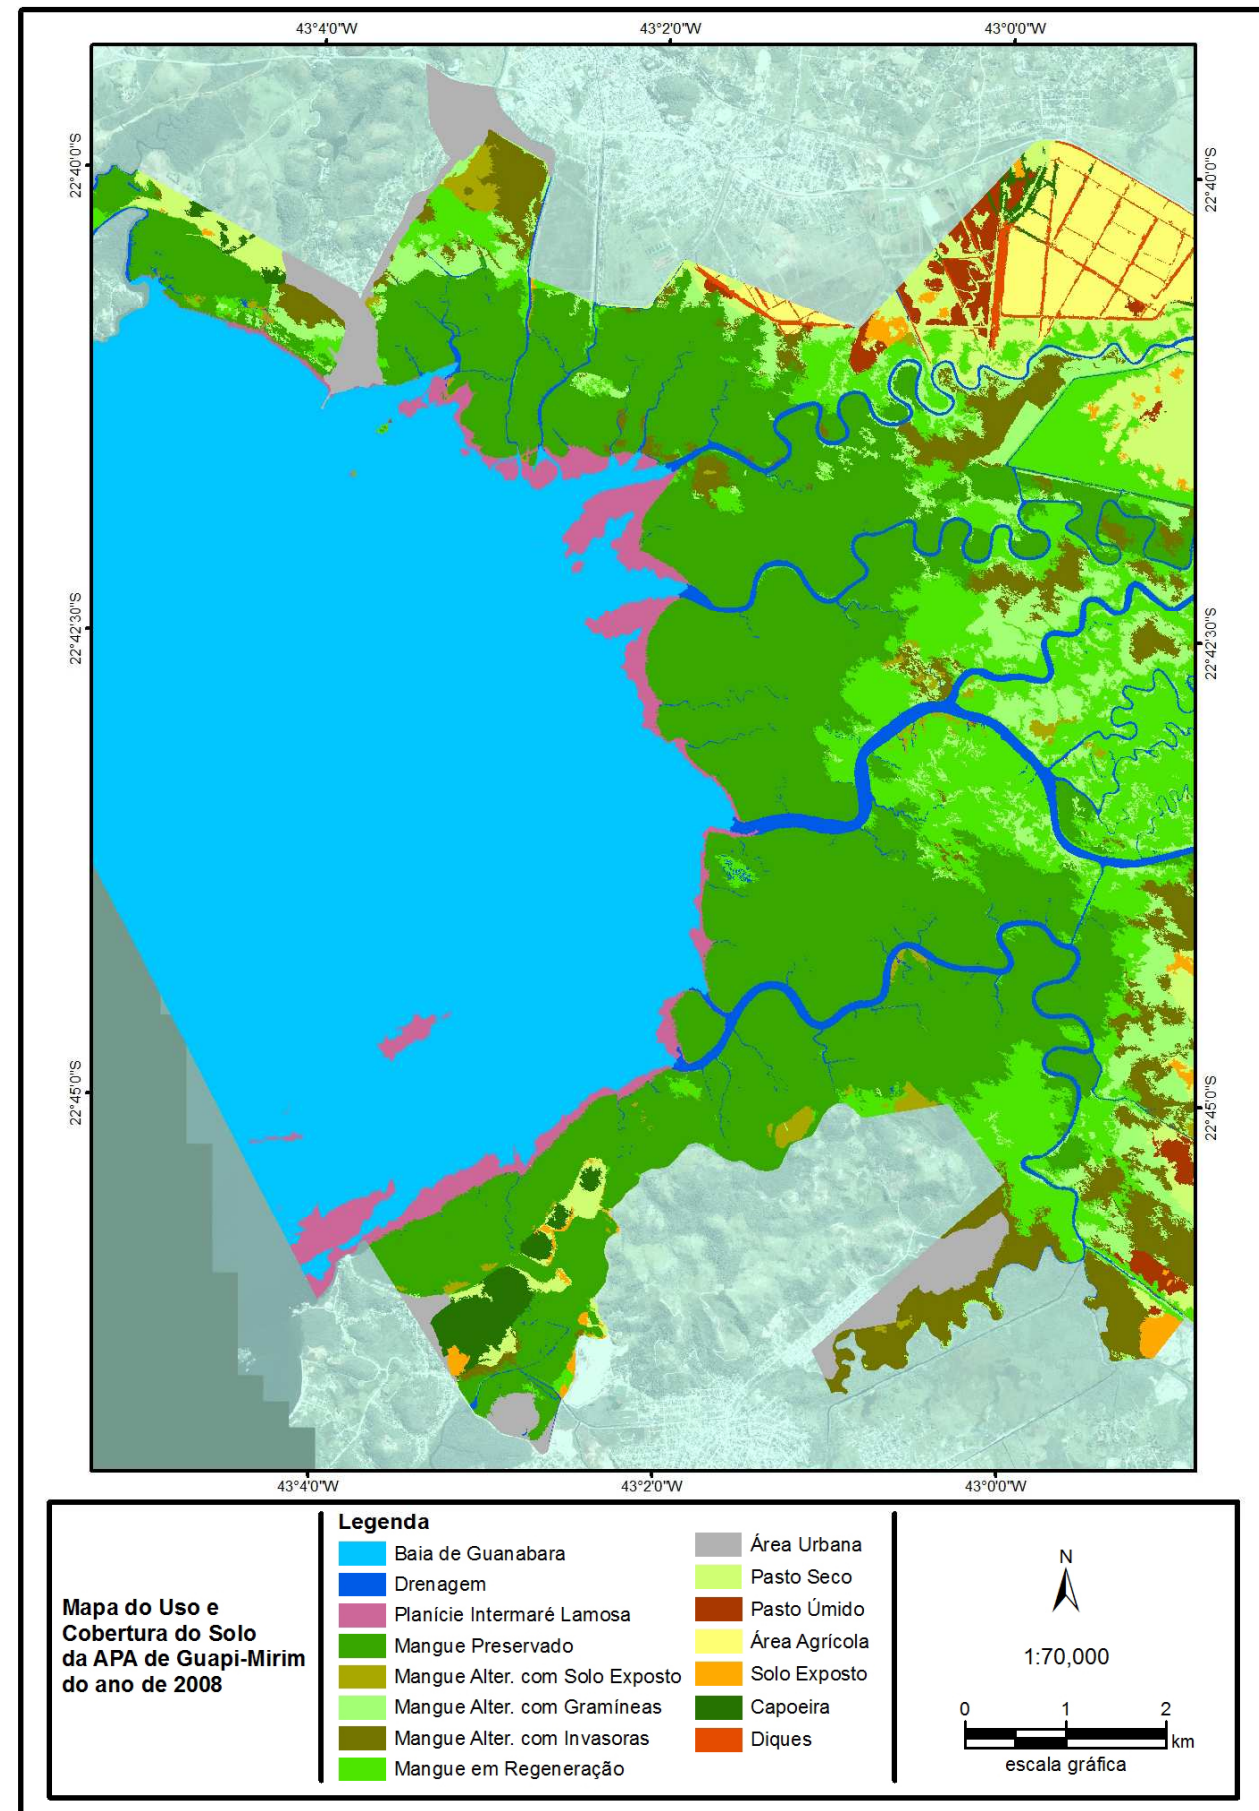 43°4'0"W
43°2'0"W
43°0'0"W
22°40'0"S
22°40'0"S
22°42'30"S
22°42'30"S
22°45'0"S
22°45'0"S
43°4'0"W
43°2'0"W
43°0'0"W
Mapa do Uso e
Cobertura do Solo
da APA de Guapi-Mirim
do ano de 2008
Legenda
Baia de Guanabara
Drenagem
Planície Intermaré Lamosa
Mangue Preservado
Mangue Alter. com Solo Exposto
Mangue Alter. com Gramíneas
Mangue Alter. com Invasoras
Mangue em Regeneração
Área Urbana
Pasto Seco
Pasto Úmido
Área Agrícola
Solo Exposto
Capoeira
Diques
N
1:70,000
0 1 2
km
escala gráfica